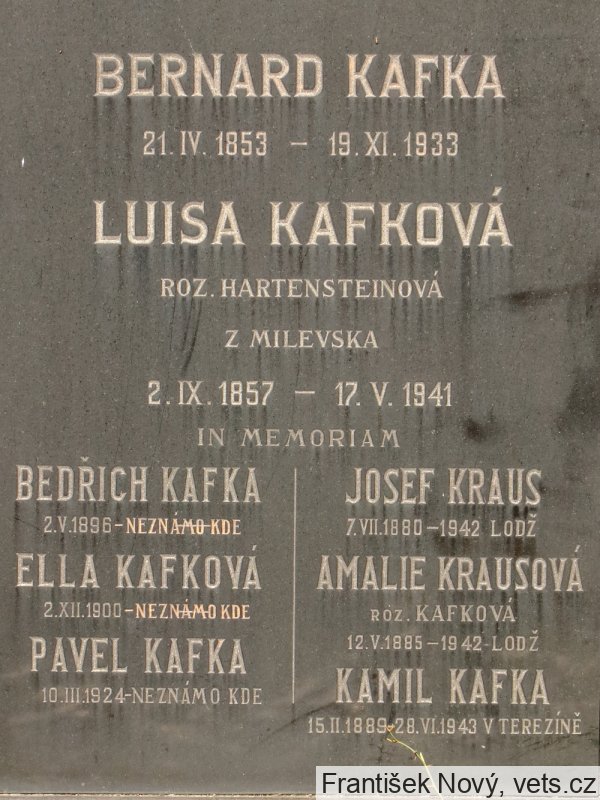 BERNARD KAFKA
21. IV. 1853 – 19. XI. 1933
LUISA KAFKOVÁ
ROZ. HARTENSTEINOVÁ
Z MILEVSKA
2. IX. 1857 – 17. V. 1941
IN MEMORIAM
BEDŘICH KAFKA
2.V.1896-NEZNÁMO KDE
ELLA KAFKOVÁ
2.XII.1900-NEZNÁMO KDE
PAVEL KAFKA
10.III.1924-NEZNÁMO KDE
JOSEF KRAUS
7.VII.1880-1942 LODŽ
AMALIE KRAUSOVÁ
ROZ. KAFKOVÁ
12.V.1885-1942-LODŽ
KAMIL KAFKA
15.II.1889-28.VI.1943 V TEREZÍNĚ
František Nový, vets.cz